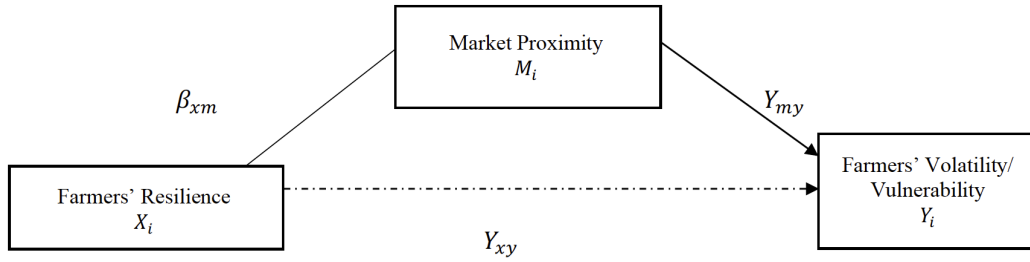 Market Proximity
M_i
β_xm
Y_my
Farmers' Resilience
X_i
Farmers' Volatility/
Vulnerability
Y_i
Y_xy